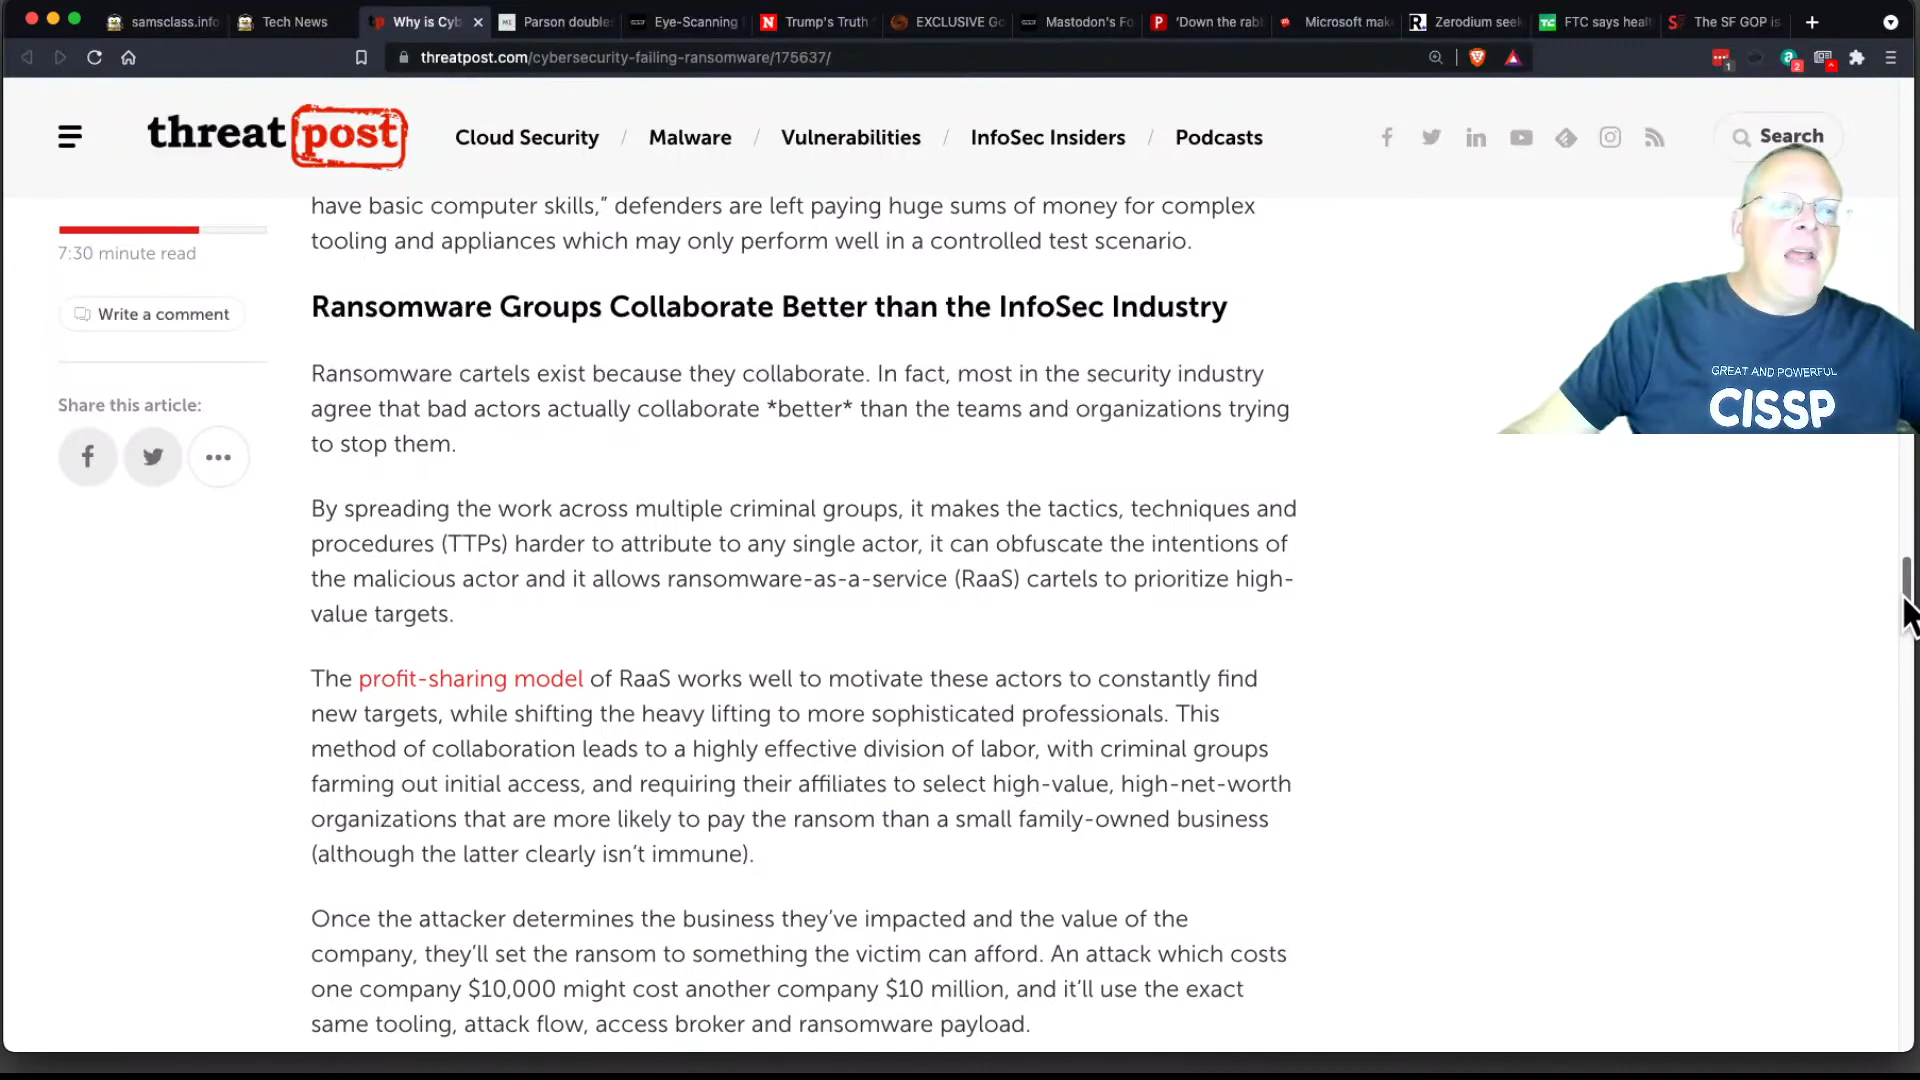 samsclass.info
Tech News
Why is Cyb
Parson double
Eye-Scanning
Trump's Truth
EXCLUSIVE Go
Mastodon's Fo
'Down the rab
Microsoft mak
Zerodium seek
FTC says healt
The SF GOP is
threatpost.com/cybersecurity-failing-ransomware/175637/
1
2
threat post
Cloud Security / Malware / Vulnerabilities / InfoSec Insiders / Podcasts
Search
have basic computer skills,” defenders are left paying huge sums of money for complex
tooling and appliances which may only perform well in a controlled test scenario.
7:30 minute read
Write a comment
Share this article:
Ransomware Groups Collaborate Better than the InfoSec Industry
Ransomware cartels exist because they collaborate. In fact, most in the security industry
agree that bad actors actually collaborate *better* than the teams and organizations trying
to stop them.
GREAT AND POWERFUL
CISSP
By spreading the work across multiple criminal groups, it makes the tactics, techniques and
procedures (TTPs) harder to attribute to any single actor, it can obfuscate the intentions of
the malicious actor and it allows ransomware-as-a-service (RaaS) cartels to prioritize high-
value targets.
The profit-sharing model of RaaS works well to motivate these actors to constantly find
new targets, while shifting the heavy lifting to more sophisticated professionals. This
method of collaboration leads to a highly effective division of labor, with criminal groups
farming out initial access, and requiring their affiliates to select high-value, high-net-worth
organizations that are more likely to pay the ransom than a small family-owned business
(although the latter clearly isn’t immune).
Once the attacker determines the business they’ve impacted and the value of the
company, they’ll set the ransom to something the victim can afford. An attack which costs
one company $10,000 might cost another company $10 million, and it’ll use the exact
same tooling, attack flow, access broker and ransomware payload.